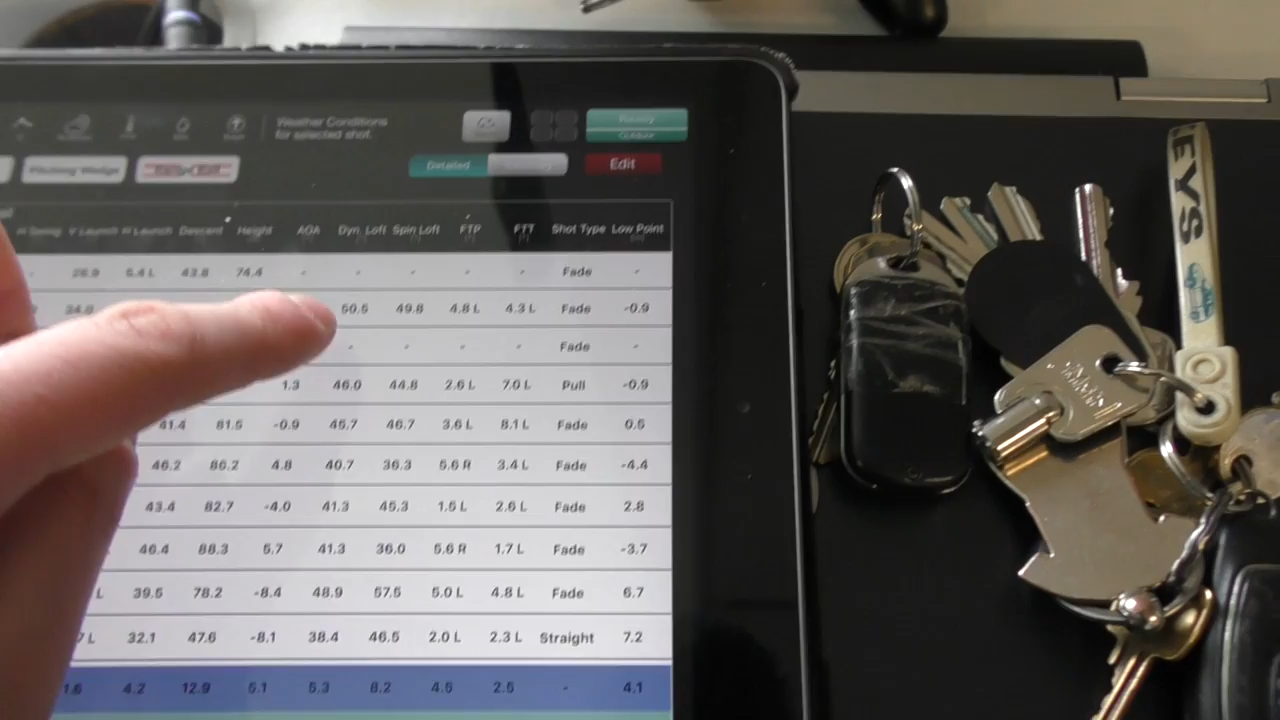 Weather Conditions
for selected shot.
Ready
Outdoor
Pitching Wedge
Detailed
Edit
V Launch H Launch Descent Height AOA Dyn. Loft Spin Loft FTP FTT Shot Type Low Point
- 28.9 5.4 L 43.8 74.4 - - - - - Fade -
50.5 49.8 4.8 L 4.3 L Fade -0.9
- - - - Fade -
1.3 46.0 44.8 2.6 L 7.0 L Pull -0.9
41.4 81.5 -0.9 45.7 46.7 3.6 L 8.1 L Fade 0.5
46.2 86.2 4.8 40.7 36.3 5.6 R 3.4 L Fade -4.4
43.4 82.7 -4.0 41.3 45.3 1.5 L 2.6 L Fade 2.8
46.4 88.3 5.7 41.3 36.0 5.6 R 1.7 L Fade -3.7
L 39.5 78.2 -8.4 48.9 57.5 5.0 L 4.8 L Fade 6.7
7 L 32.1 47.6 -8.1 38.4 46.5 2.0 L 2.3 L Straight 7.2
1.6 4.2 12.9 5.1 5.3 8.2 4.5 2.5 - 4.1
EYS